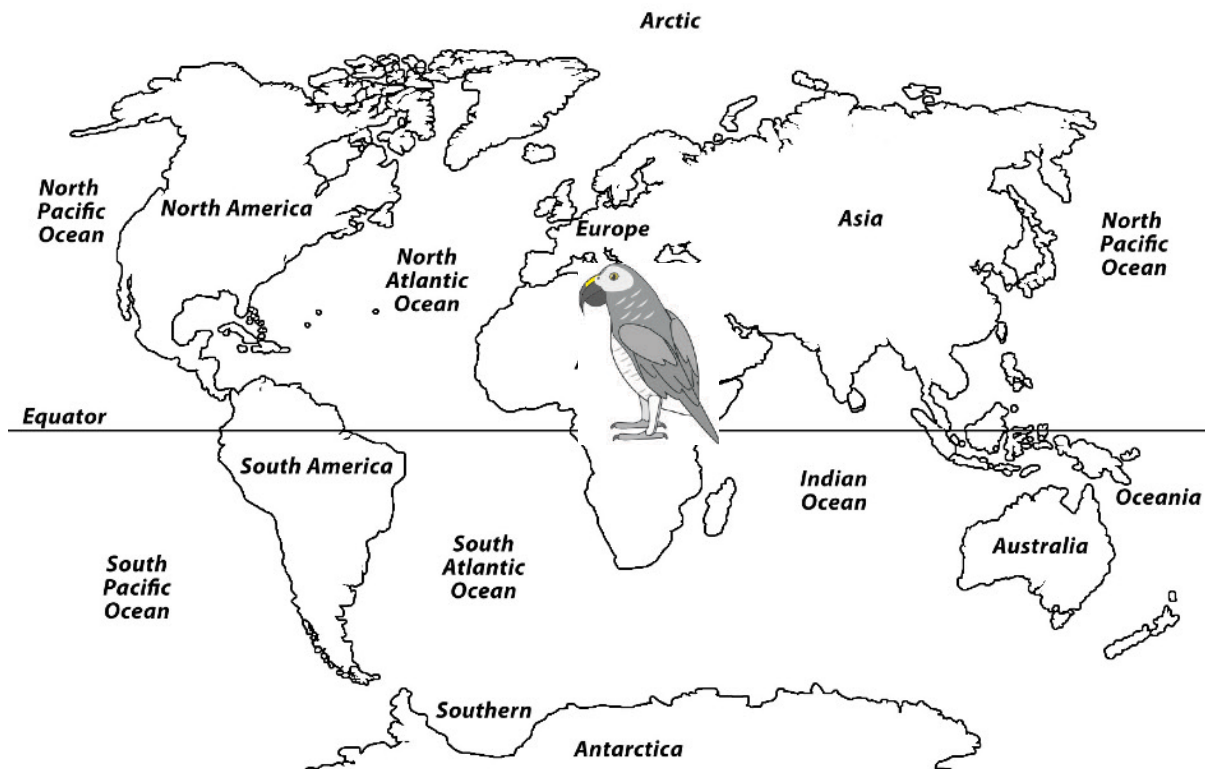 Arctic
North
Pacific
Ocean
North America
North
Atlantic
Ocean
Europe
Asia
North
Pacific
Ocean
Equator
South America
Indian
Ocean
Oceania
South
Pacific
Ocean
South
Atlantic
Ocean
Australia
Southern
Antarctica